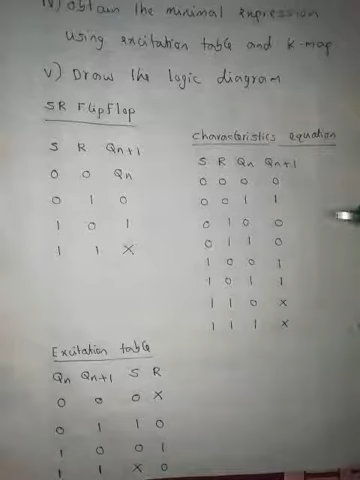 IV) obtain the minimal expression
using excitation table and k-map
V) Draw the logic diagram
SR FlipFlop
S R Qn+1
0 0 Qn
0 1 0
1 0 1
1 1 X
Characteristics equation
S R Qn Qn+1
0 0 0 0
0 0 1 1
0 1 0 0
0 1 1 0
1 0 0 1
1 0 1 1
1 1 0 X
1 1 1 X
Excitation table
Qn Qn+1 S R
0 0 0 X
0 1 1 0
1 0 0 1
1 1 X 0